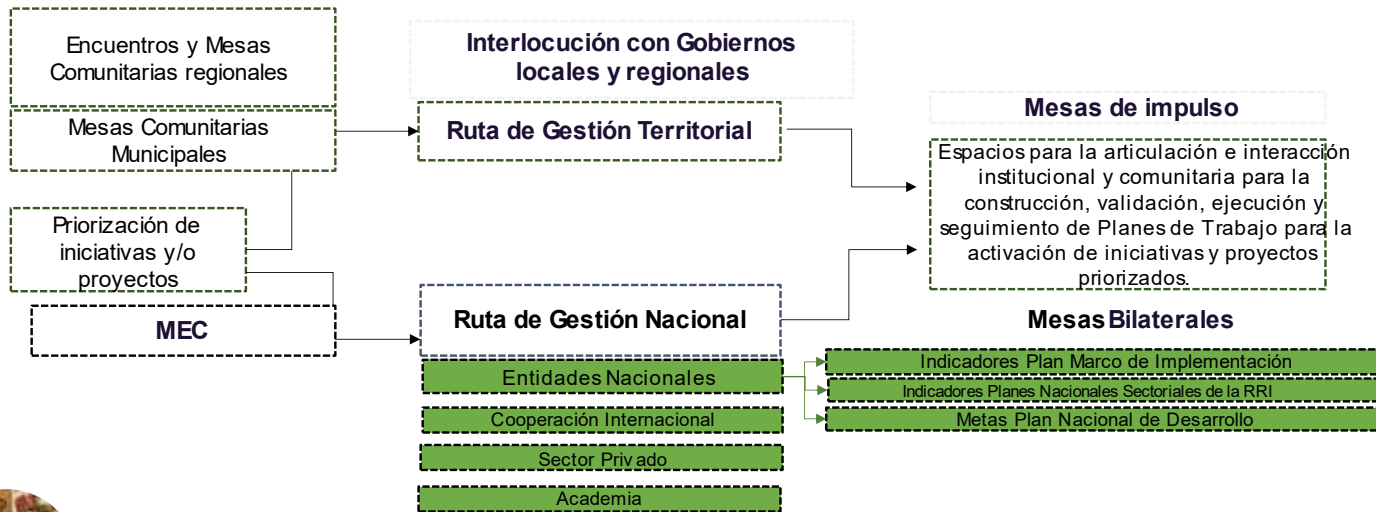 Encuentros y Mesas
Comunitarias regionales
Mesas Comunitarias
Municipales
Priorización de
iniciativas y/o
proyectos
MEC
Interlocución con Gobiernos
locales y regionales
Ruta de Gestión Territorial
Ruta de Gestión Nacional
Entidades Nacionales
Cooperación Internacional
Sector Privado
Academia
Mesas de impulso
Espacios para la articulación e interacción
institucional y comunitaria para la
construcción, validación, ejecución y
seguimiento de Planes de Trabajo para la
activación de iniciativas y proyectos
priorizados.
Mesas Bilaterales
Indicadores Plan Marco de Implementación
Indicadores Planes Nacionales Sectoriales de la RRI
Metas Plan Nacional de Desarrollo